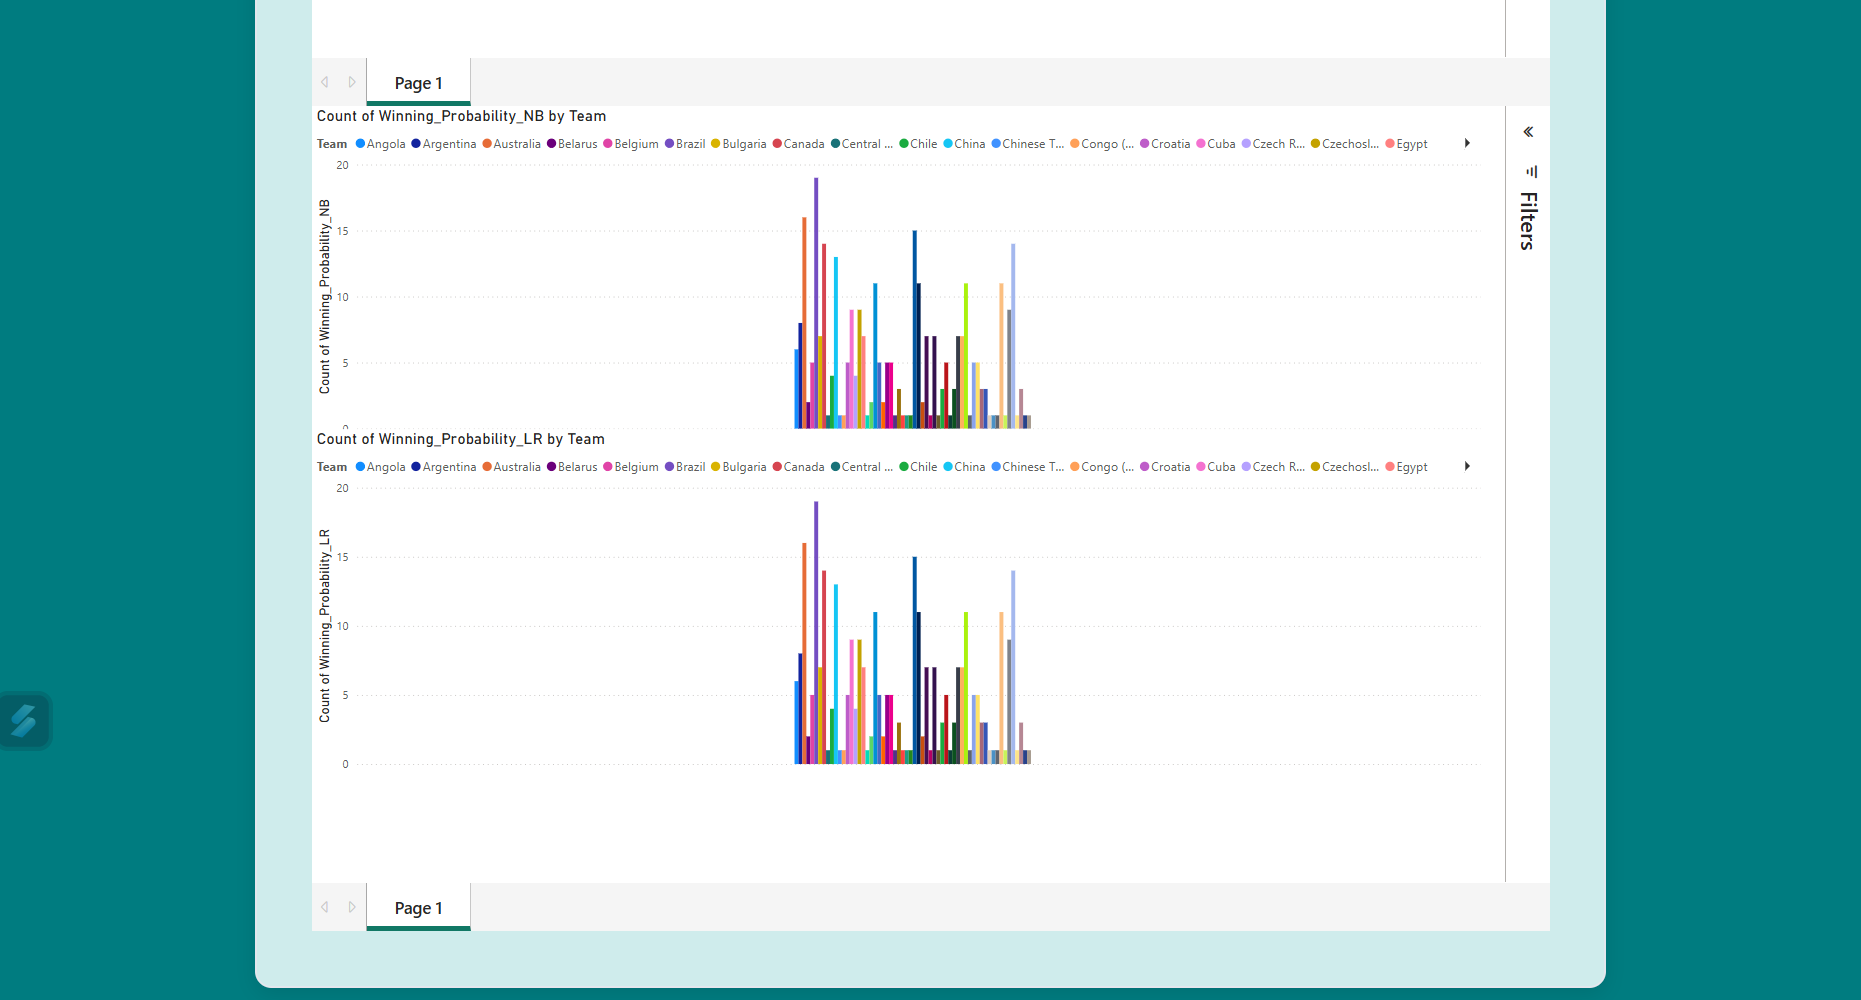 Page 1
Count of Winning_Probability_NB by Team
Team Angola Argentina Australia Belarus Belgium Brazil Bulgaria Canada Central ... Chile China Chinese T... Congo (... Croatia Cuba Czech R... Czechosl... Egypt
20
15
10
5
0
Count of Winning_Probability_NB
Filters
Count of Winning_Probability_LR by Team
Team Angola Argentina Australia Belarus Belgium Brazil Bulgaria Canada Central ... Chile China Chinese T... Congo (... Croatia Cuba Czech R... Czechosl... Egypt
20
15
10
5
0
Count of Winning_Probability_LR
Page 1